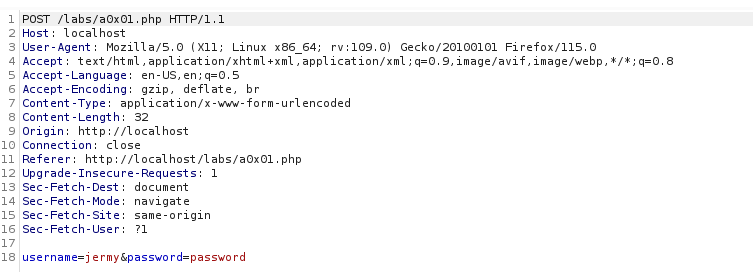 1 POST /labs/a0x01.php HTTP/1.1
2 Host: localhost
3 User-Agent: Mozilla/5.0 (X11; Linux x86_64; rv:109.0) Gecko/20100101 Firefox/115.0
4 Accept: text/html,application/xhtml+xml,application/xml;q=0.9,image/avif,image/webp,*/*;q=0.8
5 Accept-Language: en-US,en;q=0.5
6 Accept-Encoding: gzip, deflate, br
7 Content-Type: application/x-www-form-urlencoded
8 Content-Length: 32
9 Origin: http://localhost
10 Connection: close
11 Referer: http://localhost/labs/a0x01.php
12 Upgrade-Insecure-Requests: 1
13 Sec-Fetch-Dest: document
14 Sec-Fetch-Mode: navigate
15 Sec-Fetch-Site: same-origin
16 Sec-Fetch-User: ?1
17
18 username=jermy&password=password